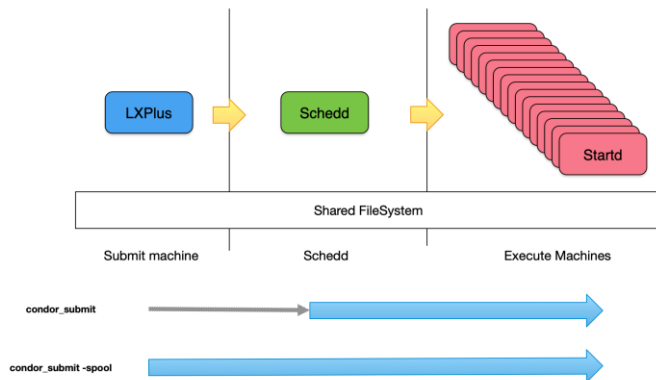 LXPlus
Schedd
Startd
Shared FileSystem
Submit machine
Schedd
Execute Machines
condor_submit
condor_submit -spool